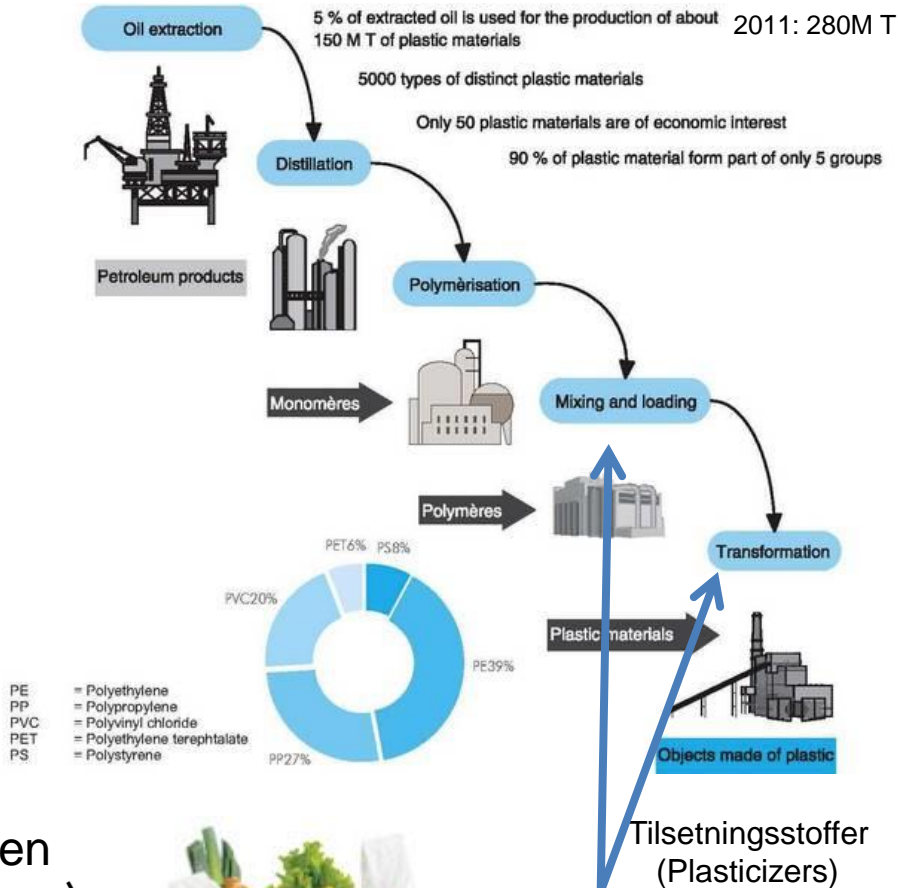 Oil extraction
5 % of extracted oil is used for the production of about
150 M T of plastic materials
2011: 280M T
5000 types of distinct plastic materials
Only 50 plastic materials are of economic interest
90 % of plastic material form part of only 5 groups
Distillation
Petroleum products
Polymèrisation
Monomères
Mixing and loading
Polymères
Transformation
Plastic materials
PET6%
PS8%
PVC20%
PE39%
PP27%
PE = Polyethylene
PP = Polypropylene
PVC = Polyvinyl chloride
PET = Polyethylene terephtalate
PS = Polystyrene
Objects made of plastic
Tilsetningsstoffer
(Plasticizers)
en